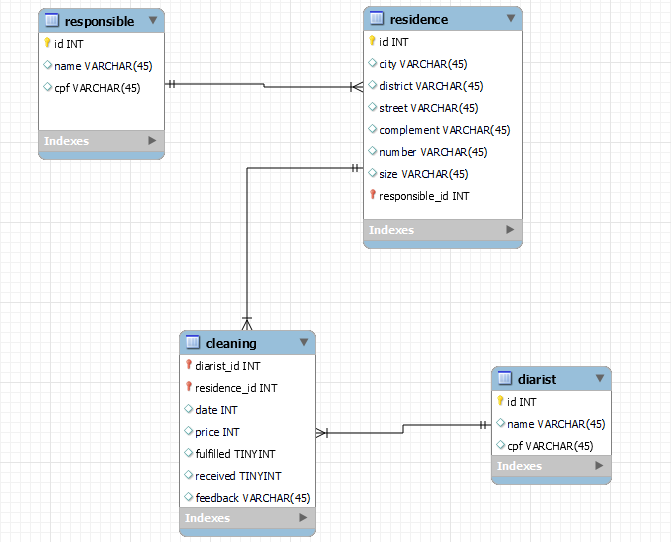 responsible
id INT
name VARCHAR(45)
cpf VARCHAR(45)
Indexes
residence
id INT
city VARCHAR(45)
district VARCHAR(45)
street VARCHAR(45)
complement VARCHAR(45)
number VARCHAR(45)
size VARCHAR(45)
responsible_id INT
Indexes
cleaning
diarist_id INT
residence_id INT
date INT
price INT
fulfilled TINYINT
received TINYINT
feedback VARCHAR(45)
Indexes
diarist
id INT
name VARCHAR(45)
cpf VARCHAR(45)
Indexes